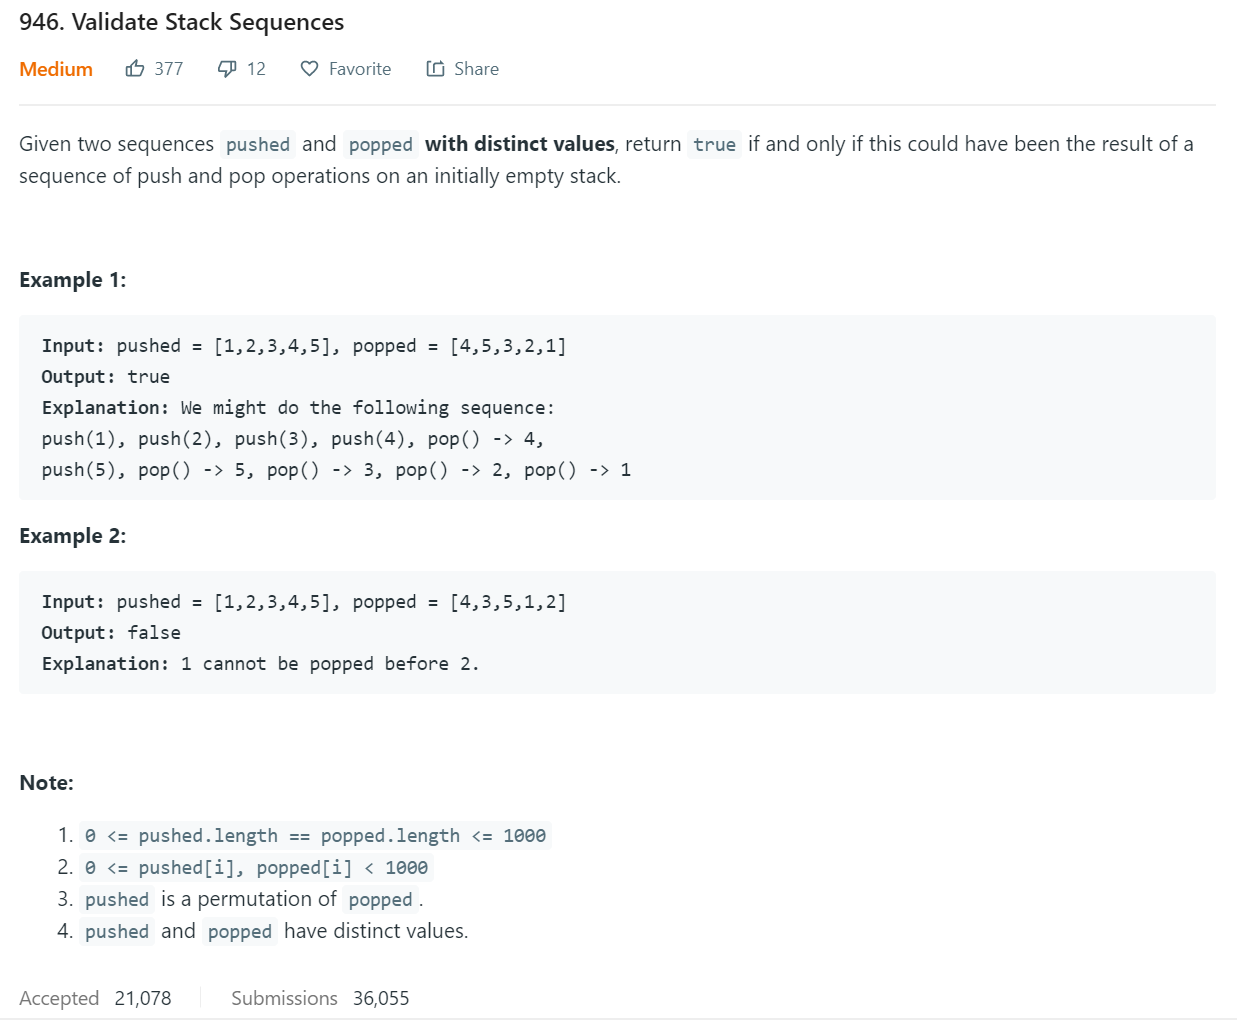 946. Validate Stack Sequences
Medium 377 12 Favorite Share
Given two sequences pushed and popped with distinct values, return true if and only if this could have been the result of a
sequence of push and pop operations on an initially empty stack.
Example 1:
Input: pushed = [1,2,3,4,5], popped = [4,5,3,2,1]
Output: true
Explanation: We might do the following sequence:
push(1), push(2), push(3), push(4), pop() -> 4,
push(5), pop() -> 5, pop() -> 3, pop() -> 2, pop() -> 1
Example 2:
Input: pushed = [1,2,3,4,5], popped = [4,3,5,1,2]
Output: false
Explanation: 1 cannot be popped before 2.
Note:
1. 0 <= pushed.length == popped.length <= 1000
2. 0 <= pushed[i], popped[i] < 1000
3. pushed is a permutation of popped.
4. pushed and popped have distinct values.
Accepted 21,078 Submissions 36,055